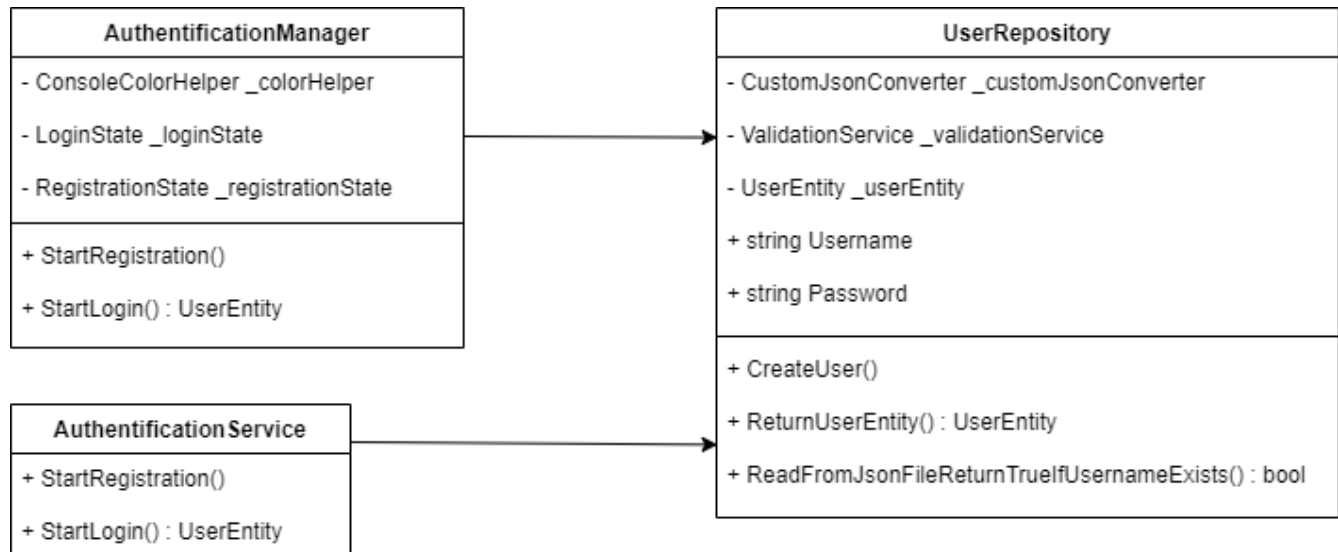 AuthentificationManager
- ConsoleColorHelper _colorHelper
- LoginState _loginState
- RegistrationState _registrationState
+ StartRegistration()
+ StartLogin() : UserEntity
AuthentificationService
+ StartRegistration()
+ StartLogin() : UserEntity
UserRepository
- CustomJsonConverter _customJsonConverter
- ValidationService _validationService
- UserEntity _userEntity
+ string Username
+ string Password
+ CreateUser()
+ ReturnUserEntity() : UserEntity
+ ReadFromJsonFileReturnTrueIfUsernameExists() : bool